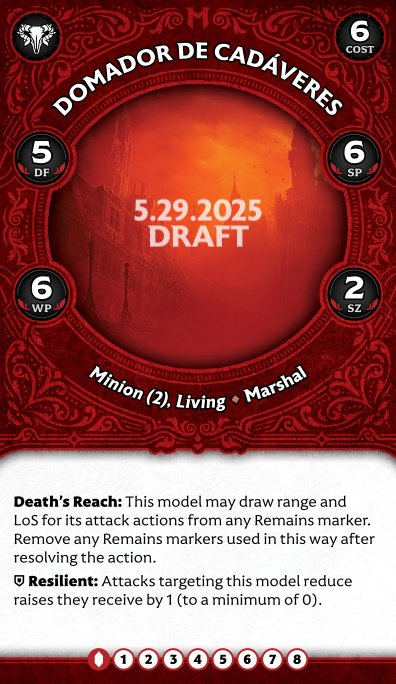 6
COST
DOMADOR DE CADÁVERES
5
DF
6
SP
5.29.2025
DRAFT
6
WP
2
SZ
Minion (2), Living ♦ Marshal
Death's Reach: This model may draw range and
LoS for its attack actions from any Remains marker.
Remove any Remains markers used in this way after
resolving the action.
Resilient: Attacks targeting this model reduce
raises they receive by 1 (to a minimum of 0).
1 2 3 4 5 6 7 8